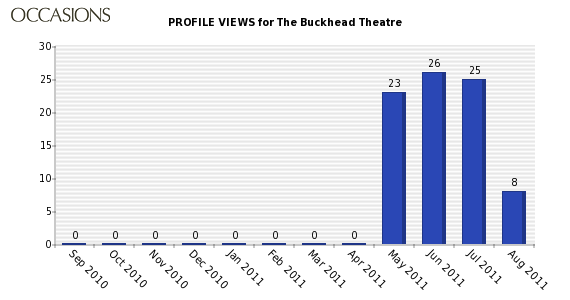 OCCASIONS
PROFILE VIEWS for The Buckhead Theatre
30
25
20
15
10
5
0
0
0
0
0
0
0
0
0
23
26
25
8
Sep 2010
Oct 2010
Nov 2010
Dec 2010
Jan 2011
Feb 2011
Mar 2011
Apr 2011
May 2011
Jun 2011
Jul 2011
Aug 2011